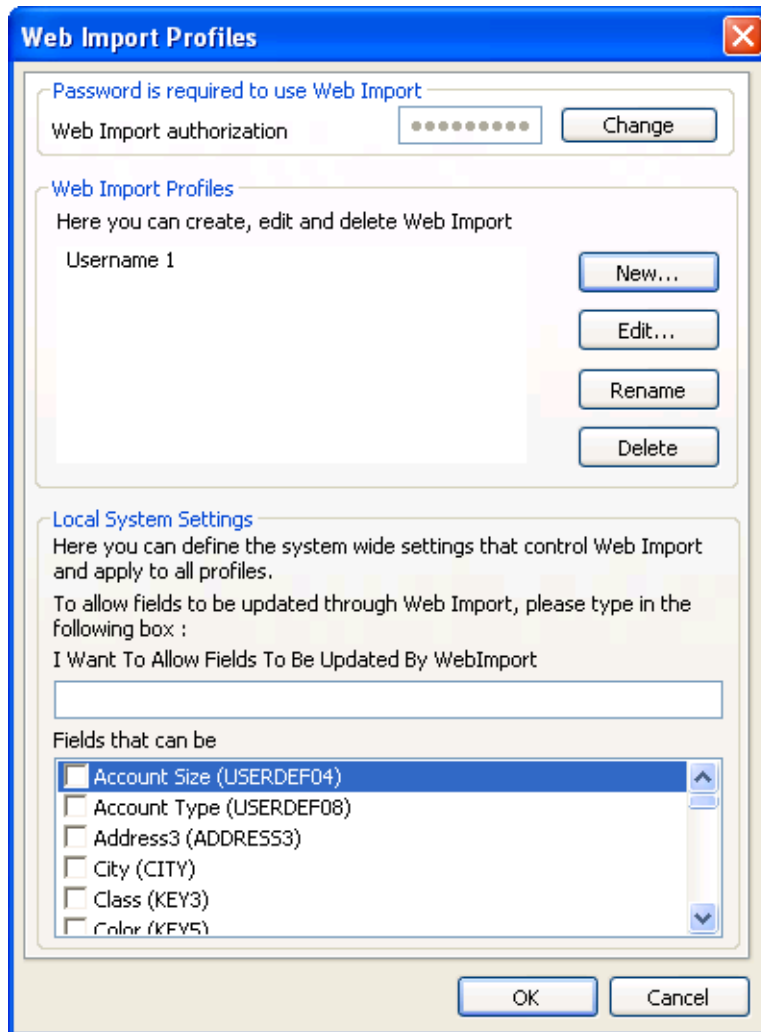 Web Import Profiles
Password is required to use Web Import
Web Import authorization
Change
Web Import Profiles
Here you can create, edit and delete Web Import
Username 1
New...
Edit...
Rename
Delete
Local System Settings
Here you can define the system wide settings that control Web Import
and apply to all profiles.
To allow fields to be updated through Web Import, please type in the
following box :
I Want To Allow Fields To Be Updated By WebImport
Fields that can be
Account Size (USERDEF04)
Account Type (USERDEF08)
Address3 (ADDRESS3)
City (CITY)
Class (KEY3)
Color (KEY5)
OK
Cancel